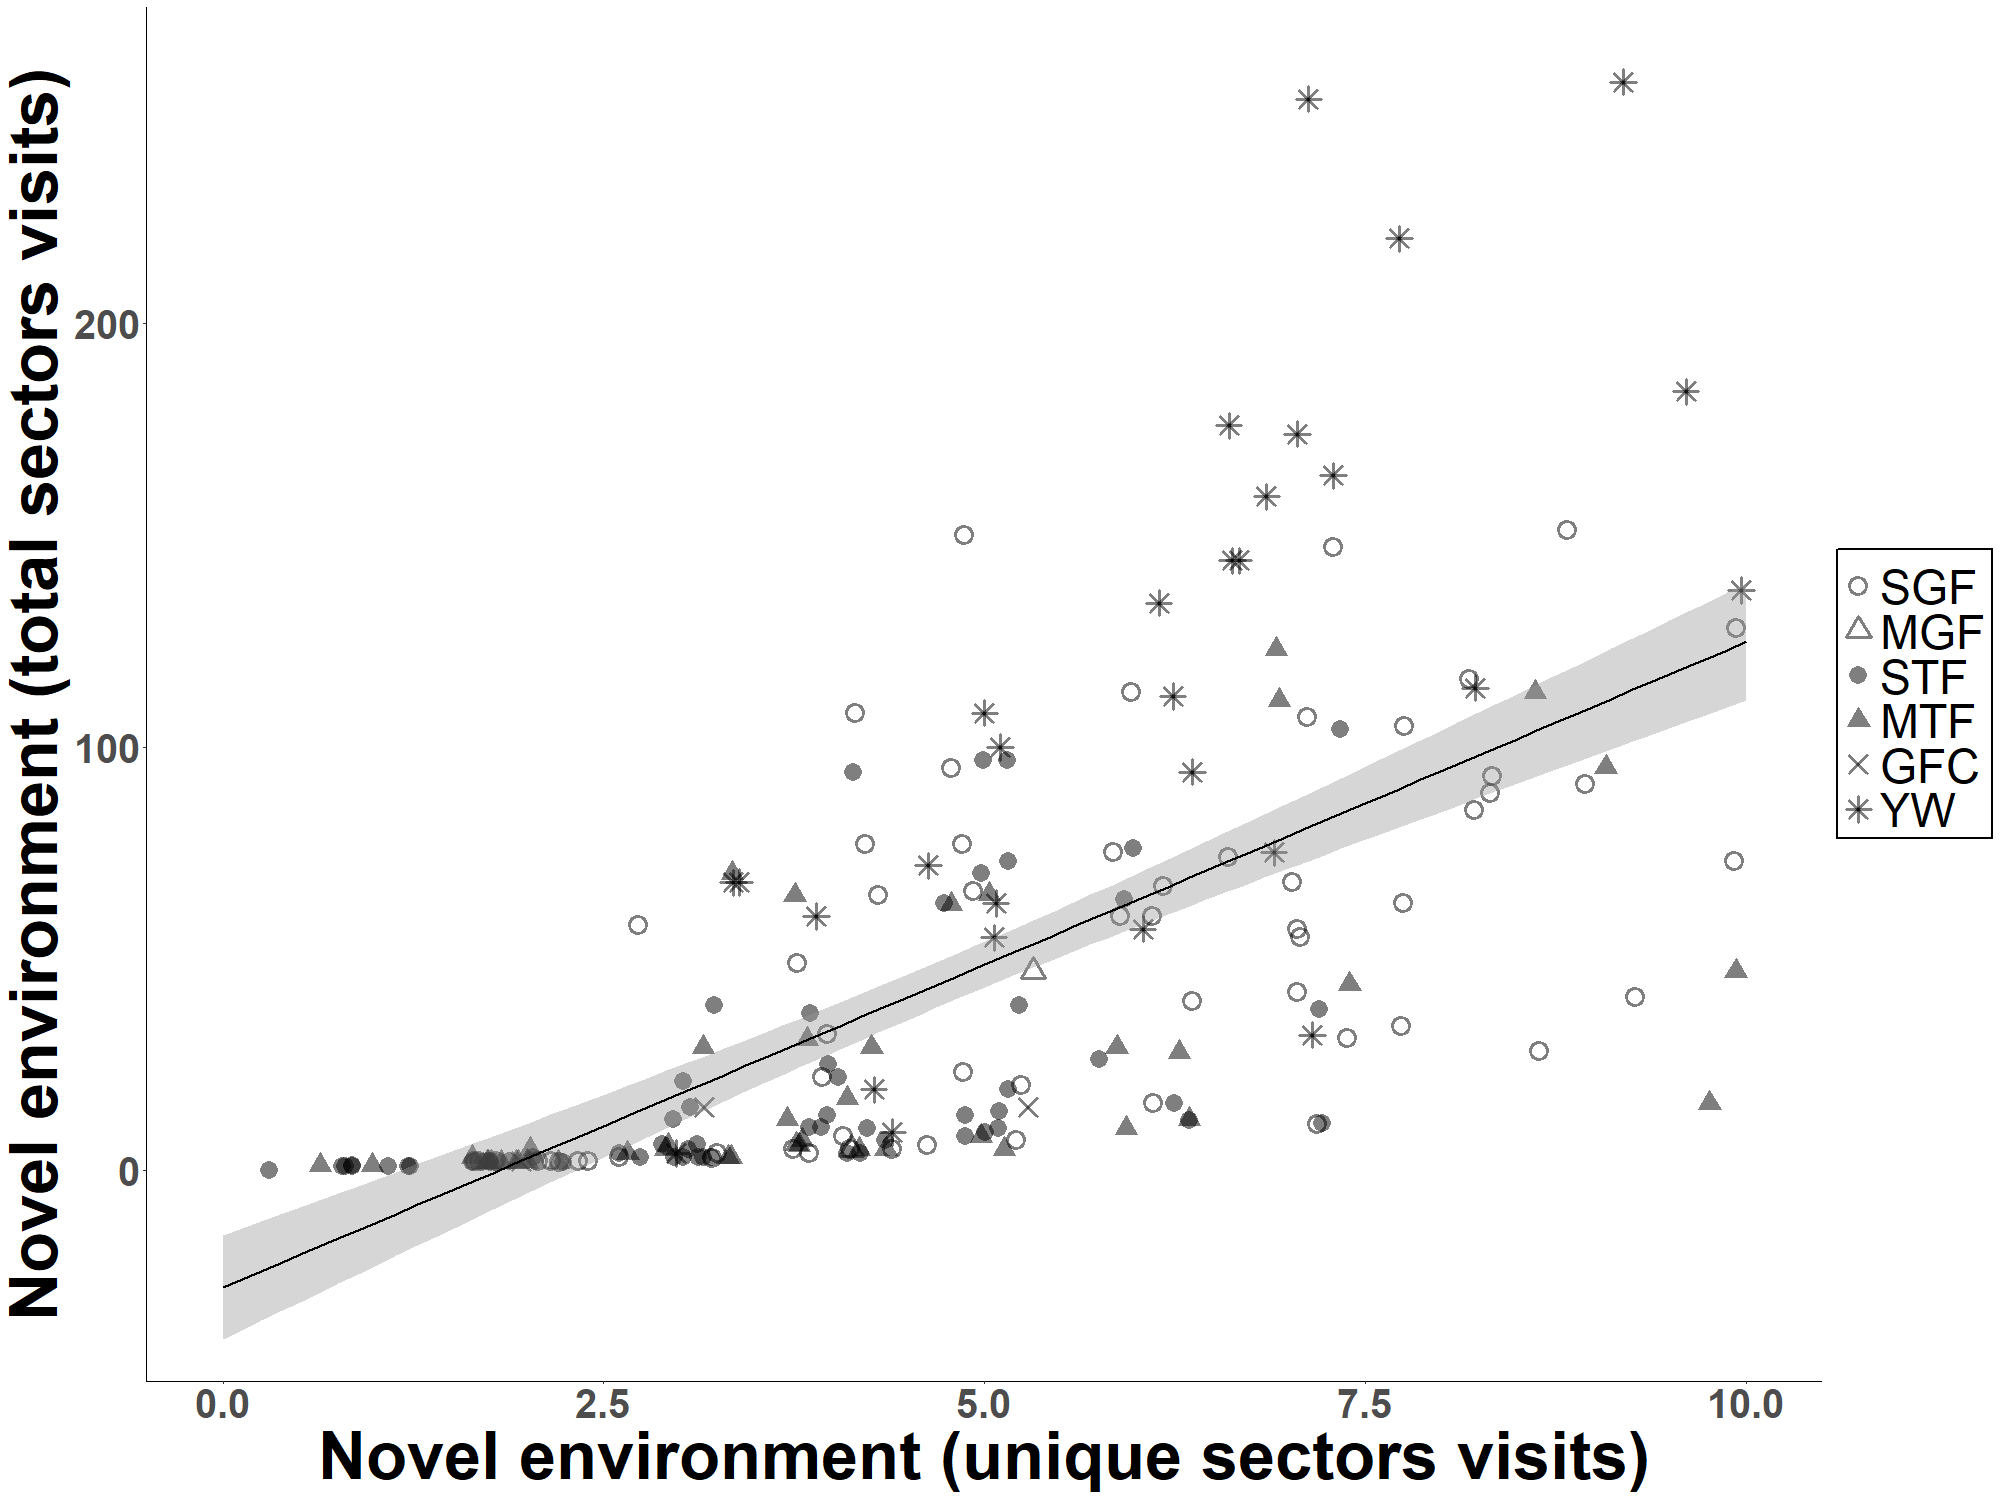 Novel environment (total sectors visits)
200
100
0
0.0 2.5 5.0 7.5 10.0
Novel environment (unique sectors visits)
SGF
MGF
STF
MTF
GFC
YW